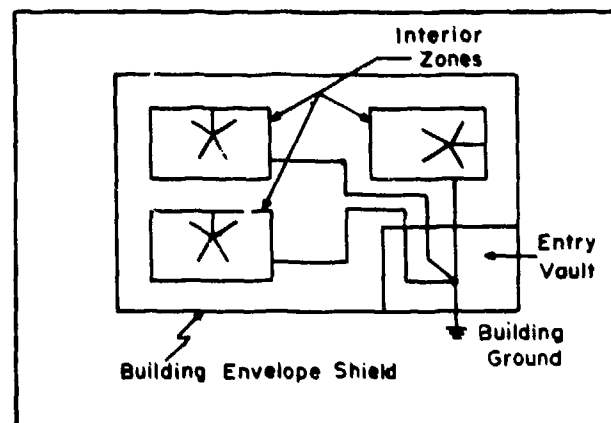 Interior
Zones
Entry
Vault
Building
Ground
Building Envelope Shield